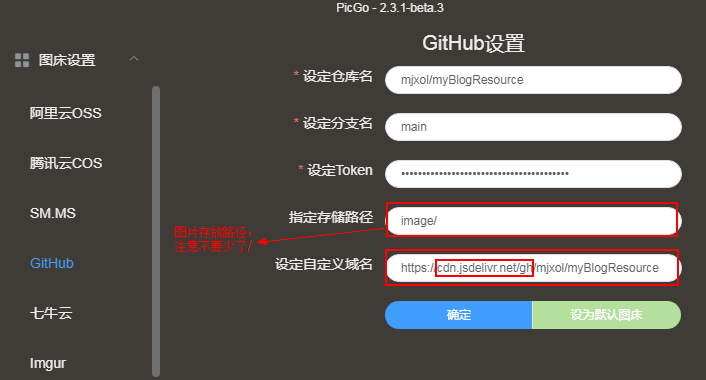 PicGo - 2.3.1-beta.3
GitHub设置
图床设置
阿里云OSS
腾讯云COS
SM.MS
GitHub
七牛云
Imgur
* 设定仓库名
mjxol/myBlogResource
* 设定分支名
main
* 设定Token
••••••••••••••••••••••••••••••••••••••••
指定存储路径
image/
图片存储路径，
注意不要少了/
设定自定义域名
https://cdn.jsdelivr.net/gh/mjxol/myBlogResource
确定
设为默认图床